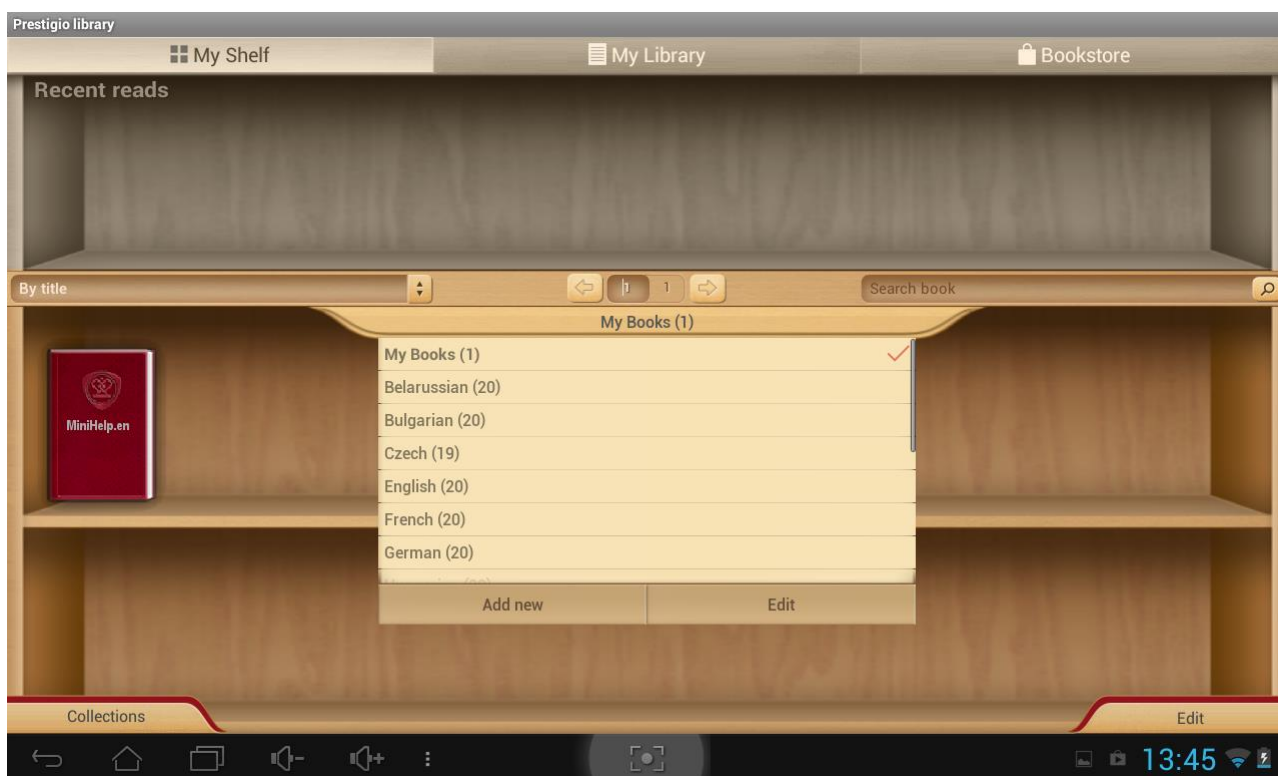 Prestigio library
My Shelf
My Library
Bookstore
Recent reads
By title
1
1
Search book
My Books (1)
MiniHelp.en
My Books (1)
Belarussian (20)
Bulgarian (20)
Czech (19)
English (20)
French (20)
German (20)
Add new
Edit
Collections
Edit
13:45